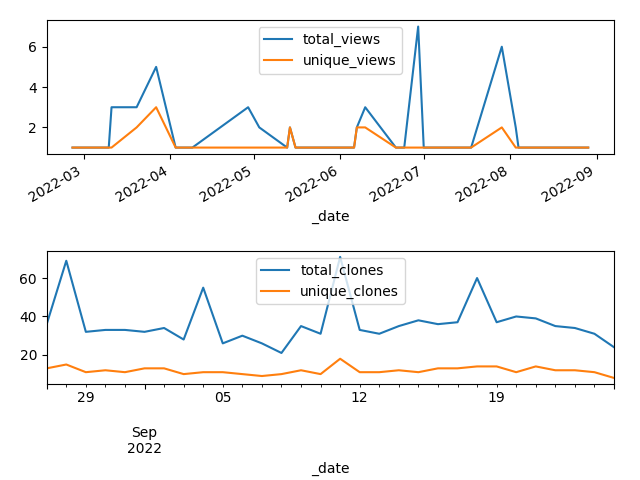 6
4
2
total_views
unique_views
2022-03
2022-04
2022-05
2022-06
2022-07
2022-08
2022-09
_date
60
40
20
total_clones
unique_clones
29
05
12
19
Sep
2022
_date